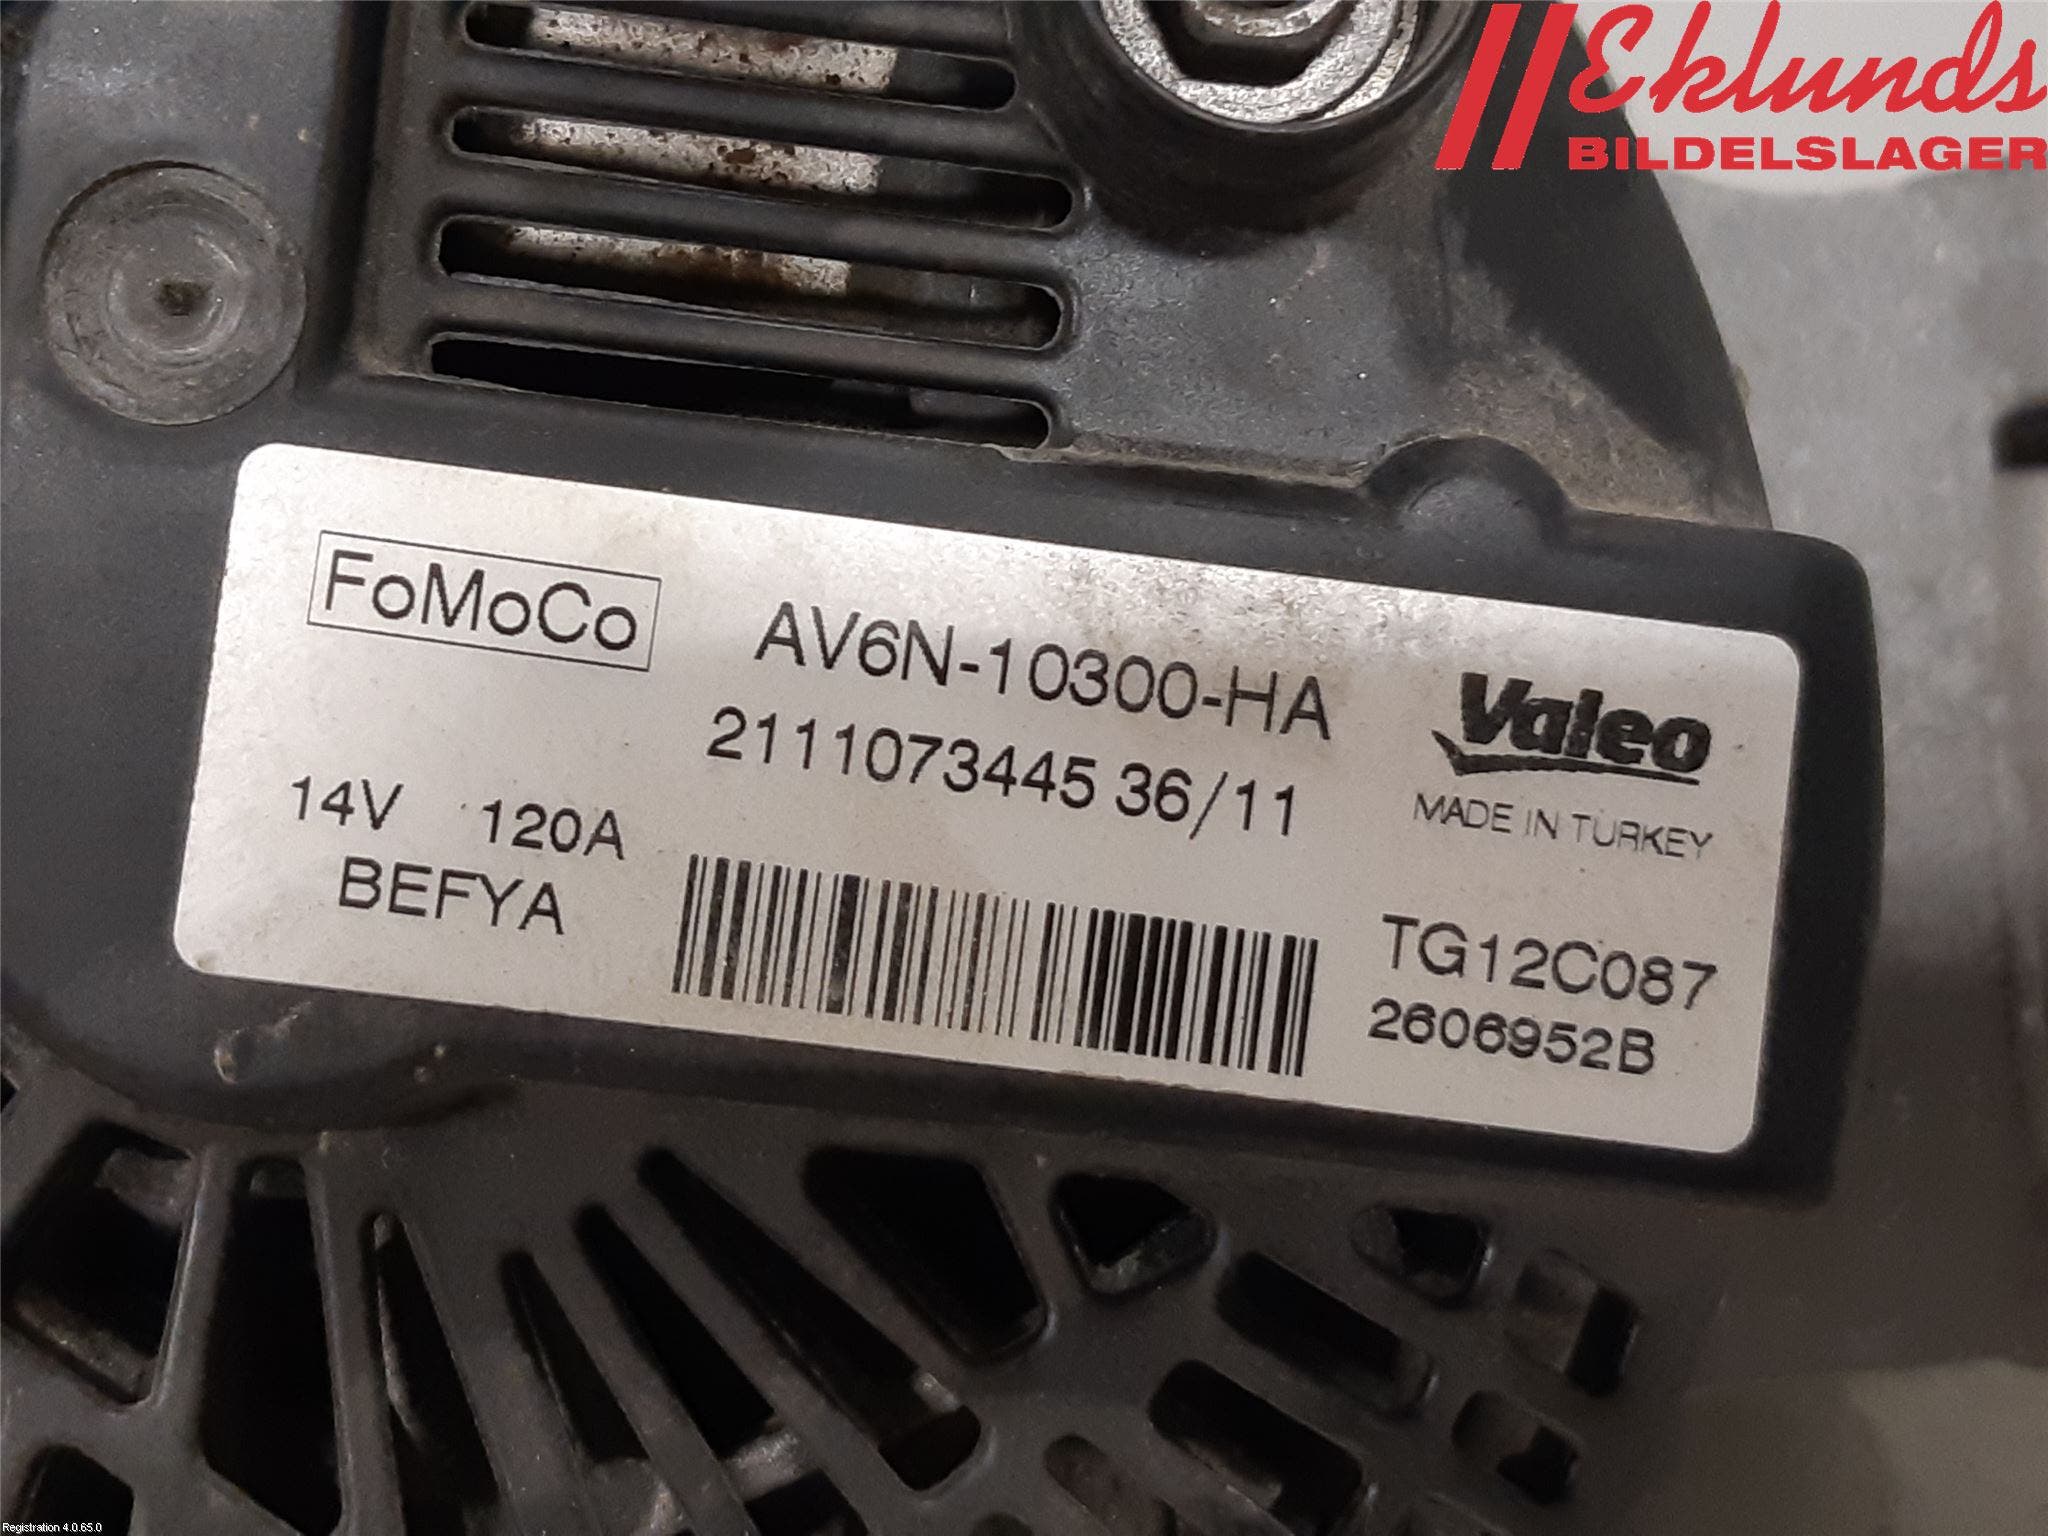 Eklunds
BILDELSLAGER
FoMoCo
AV6N-10300-HA
2111073445 36/11
Valeo
MADE IN TURKEY
14V 120A
BEFYA
TG12C087
2606952B
Registration 4.0.65.0